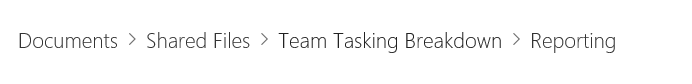 Documents > Shared Files > Team Tasking Breakdown > Reporting